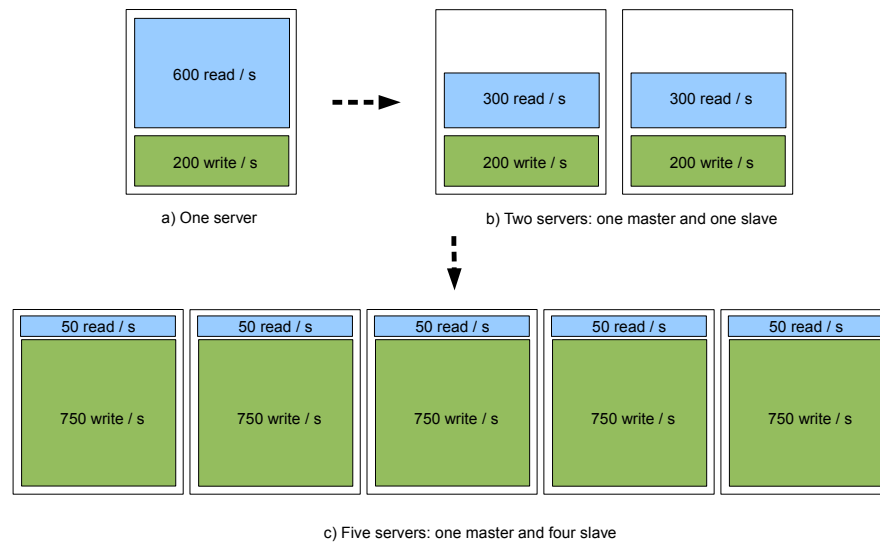 600 read / s
200 write / s
a) One server
300 read / s
300 read / s
200 write / s
200 write / s
b) Two servers: one master and one slave
50 read / s
50 read / s
50 read / s
50 read / s
50 read / s
750 write / s
750 write / s
750 write / s
750 write / s
750 write / s
c) Five servers: one master and four slave